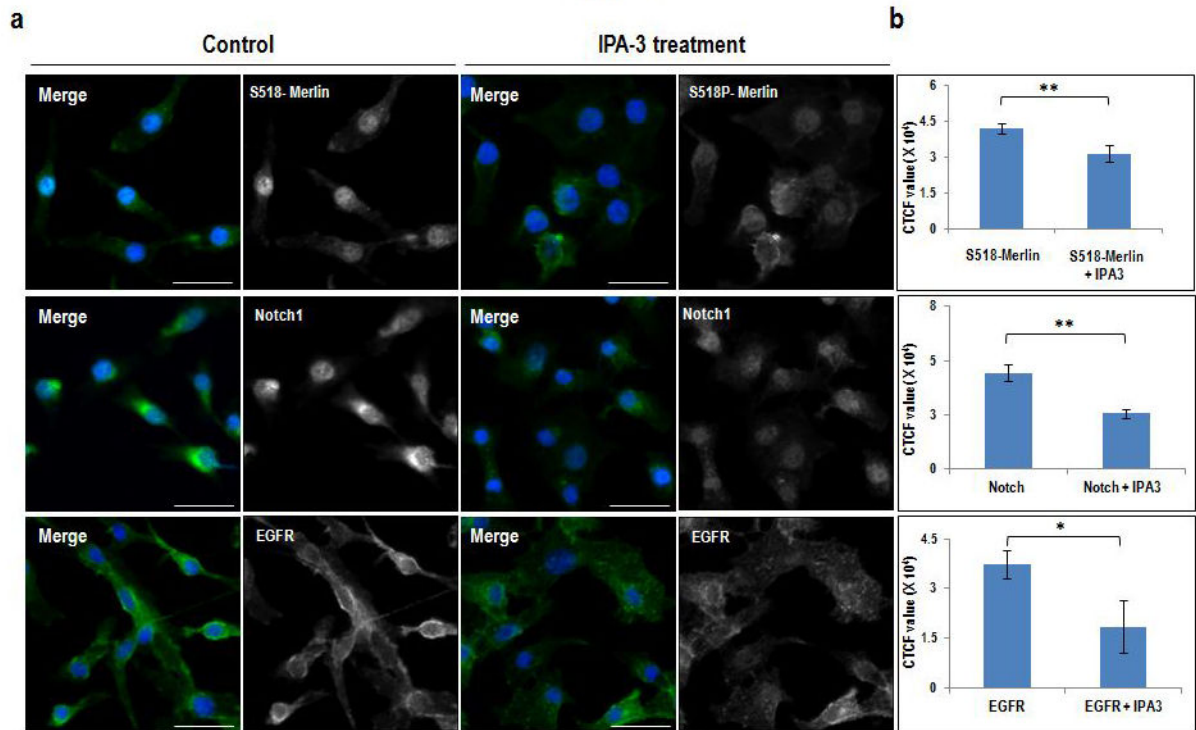 a
b
Control
IPA-3 treatment
Merge
S518- Merlin
Merge
S518P- Merlin
CTCF value (X 10⁴)
6
4.5
3
1.5
0
**
S518-Merlin
S518-Merlin
+ IPA3
Merge
Notch1
Merge
Notch1
CTCF value (X 10⁴)
8
5
3
0
**
Notch
Notch + IPA3
Merge
EGFR
Merge
EGFR
CTCF value (X 10⁴)
4.5
3
1.5
0
*
EGFR
EGFR + IPA3